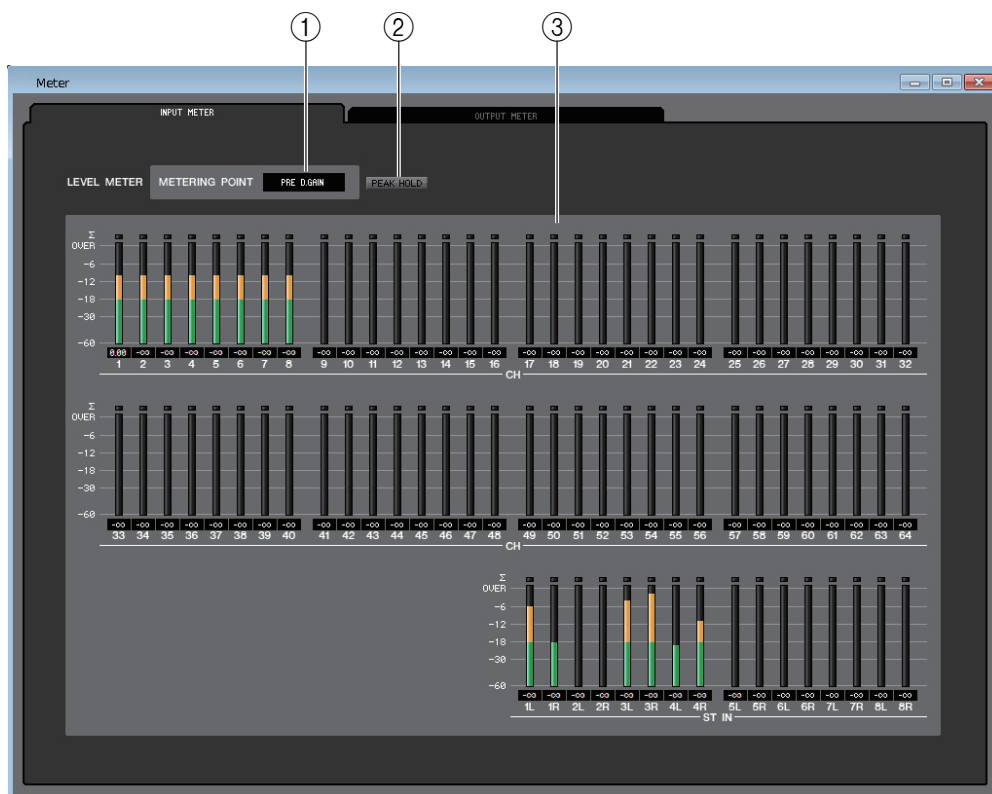 ① ② ③
Meter
INPUT METER OUTPUT METER
LEVEL METER METERING POINT PRE D.GAIN PEAK HOLD
Σ
OVER
-6
-12
-18
-30
-60
0.00 -∞ -∞ -∞ -∞ -∞ -∞ -∞ -∞ -∞ -∞ -∞ -∞ -∞ -∞ -∞ -∞ -∞ -∞ -∞ -∞ -∞ -∞ -∞ -∞ -∞ -∞ -∞ -∞ -∞ -∞ -∞
1 2 3 4 5 6 7 8 9 10 11 12 13 14 15 16 17 18 19 20 21 22 23 24 25 26 27 28 29 30 31 32
CH
Σ
OVER
-6
-12
-18
-30
-60
-∞ -∞ -∞ -∞ -∞ -∞ -∞ -∞ -∞ -∞ -∞ -∞ -∞ -∞ -∞ -∞ -∞ -∞ -∞ -∞ -∞ -∞ -∞ -∞ -∞ -∞ -∞ -∞ -∞ -∞ -∞ -∞
33 34 35 36 37 38 39 40 41 42 43 44 45 46 47 48 49 50 51 52 53 54 55 56 57 58 59 60 61 62 63 64
CH
Σ
OVER
-6
-12
-18
-30
-60
-∞ -∞ -∞ -∞ -∞ -∞ -∞ -∞ -∞ -∞ -∞ -∞ -∞ -∞ -∞ -∞
1L 1R 2L 2R 3L 3R 4L 4R 5L 5R 6L 6R 7L 7R 8L 8R
ST IN